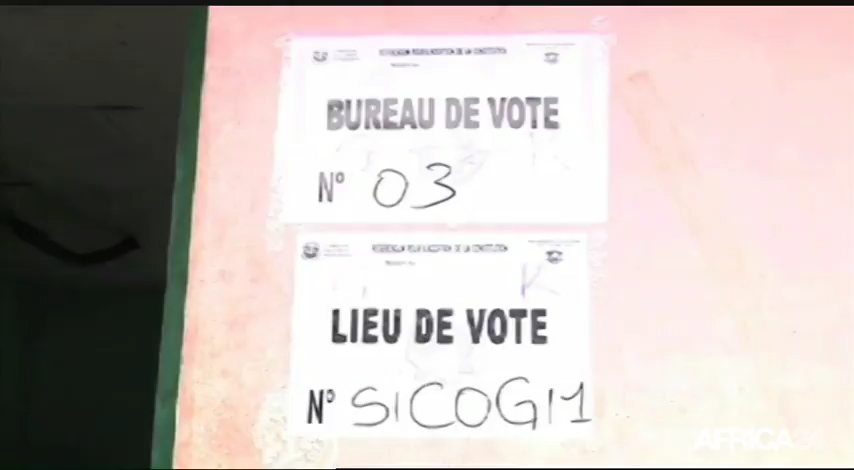 BUREAU DE VOTE
N° 03
LIEU DE VOTE
N° SICOGI1
AFRICA24